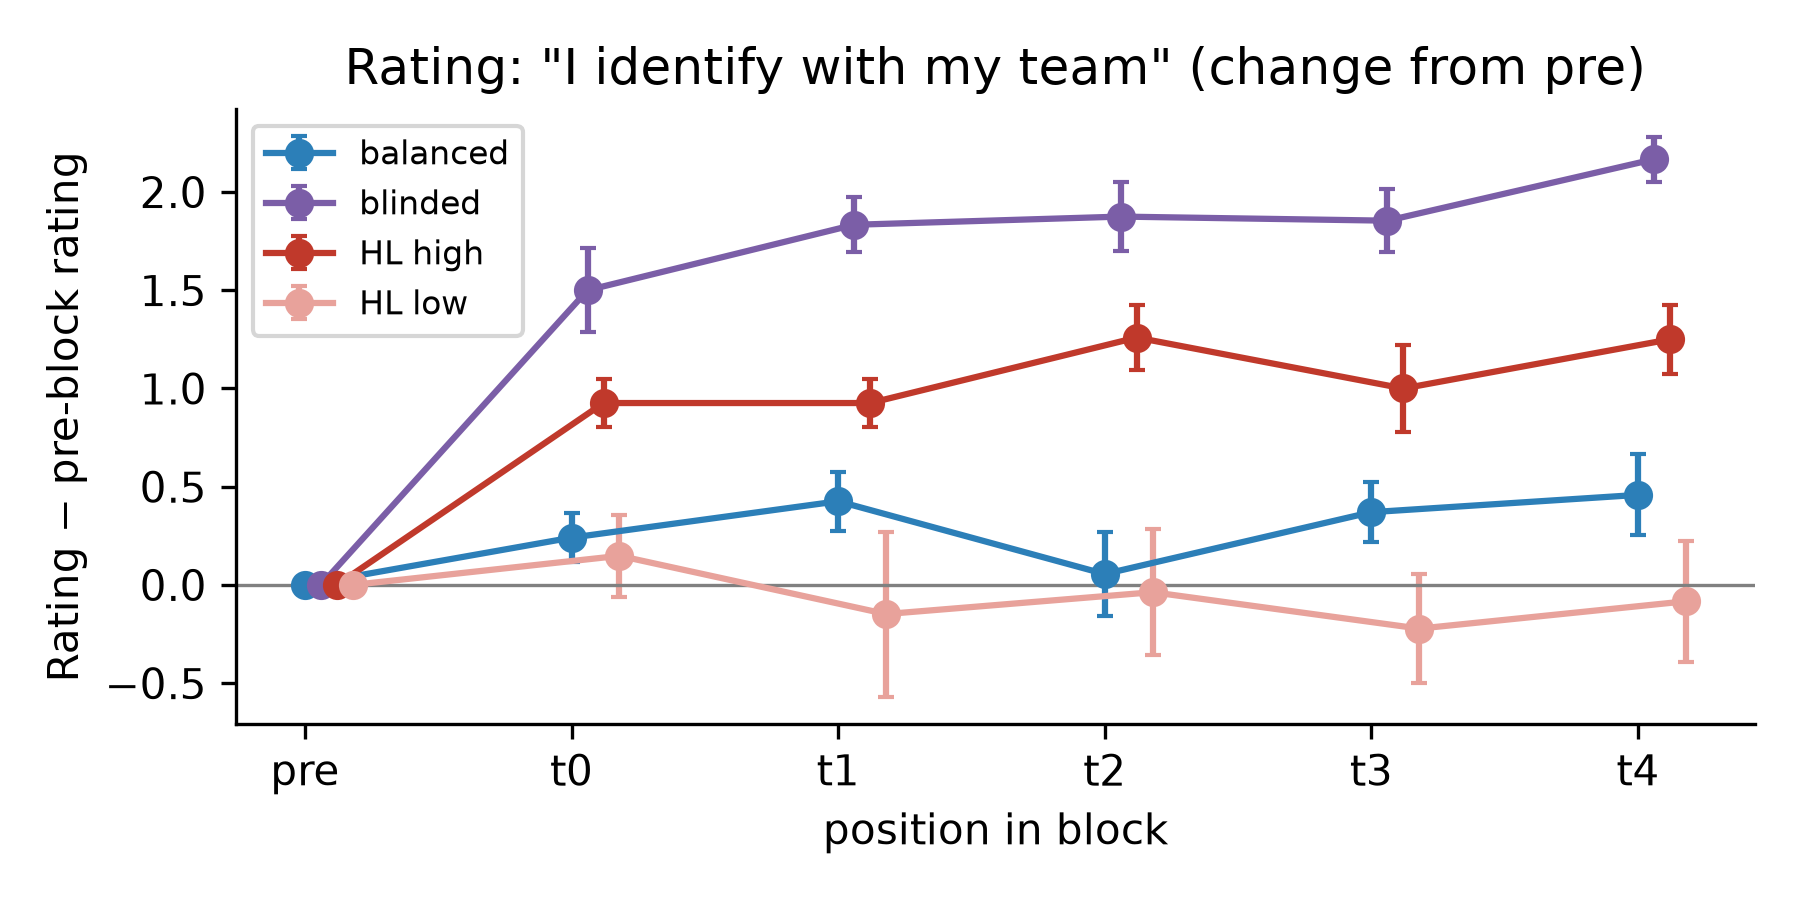 Rating: "I identify with my team" (change from pre)
Rating − pre-block rating
2.0
1.5
1.0
0.5
0.0
−0.5
balanced
blinded
HL high
HL low
pre t0 t1 t2 t3 t4
position in block